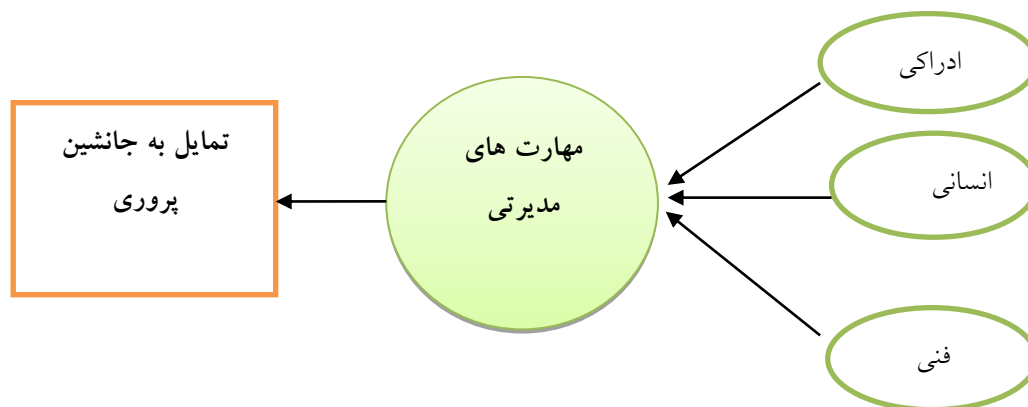 ادراکی
انسانی
فنی
مهارت های
مدیرتی
تمایل به جانشین
پروری